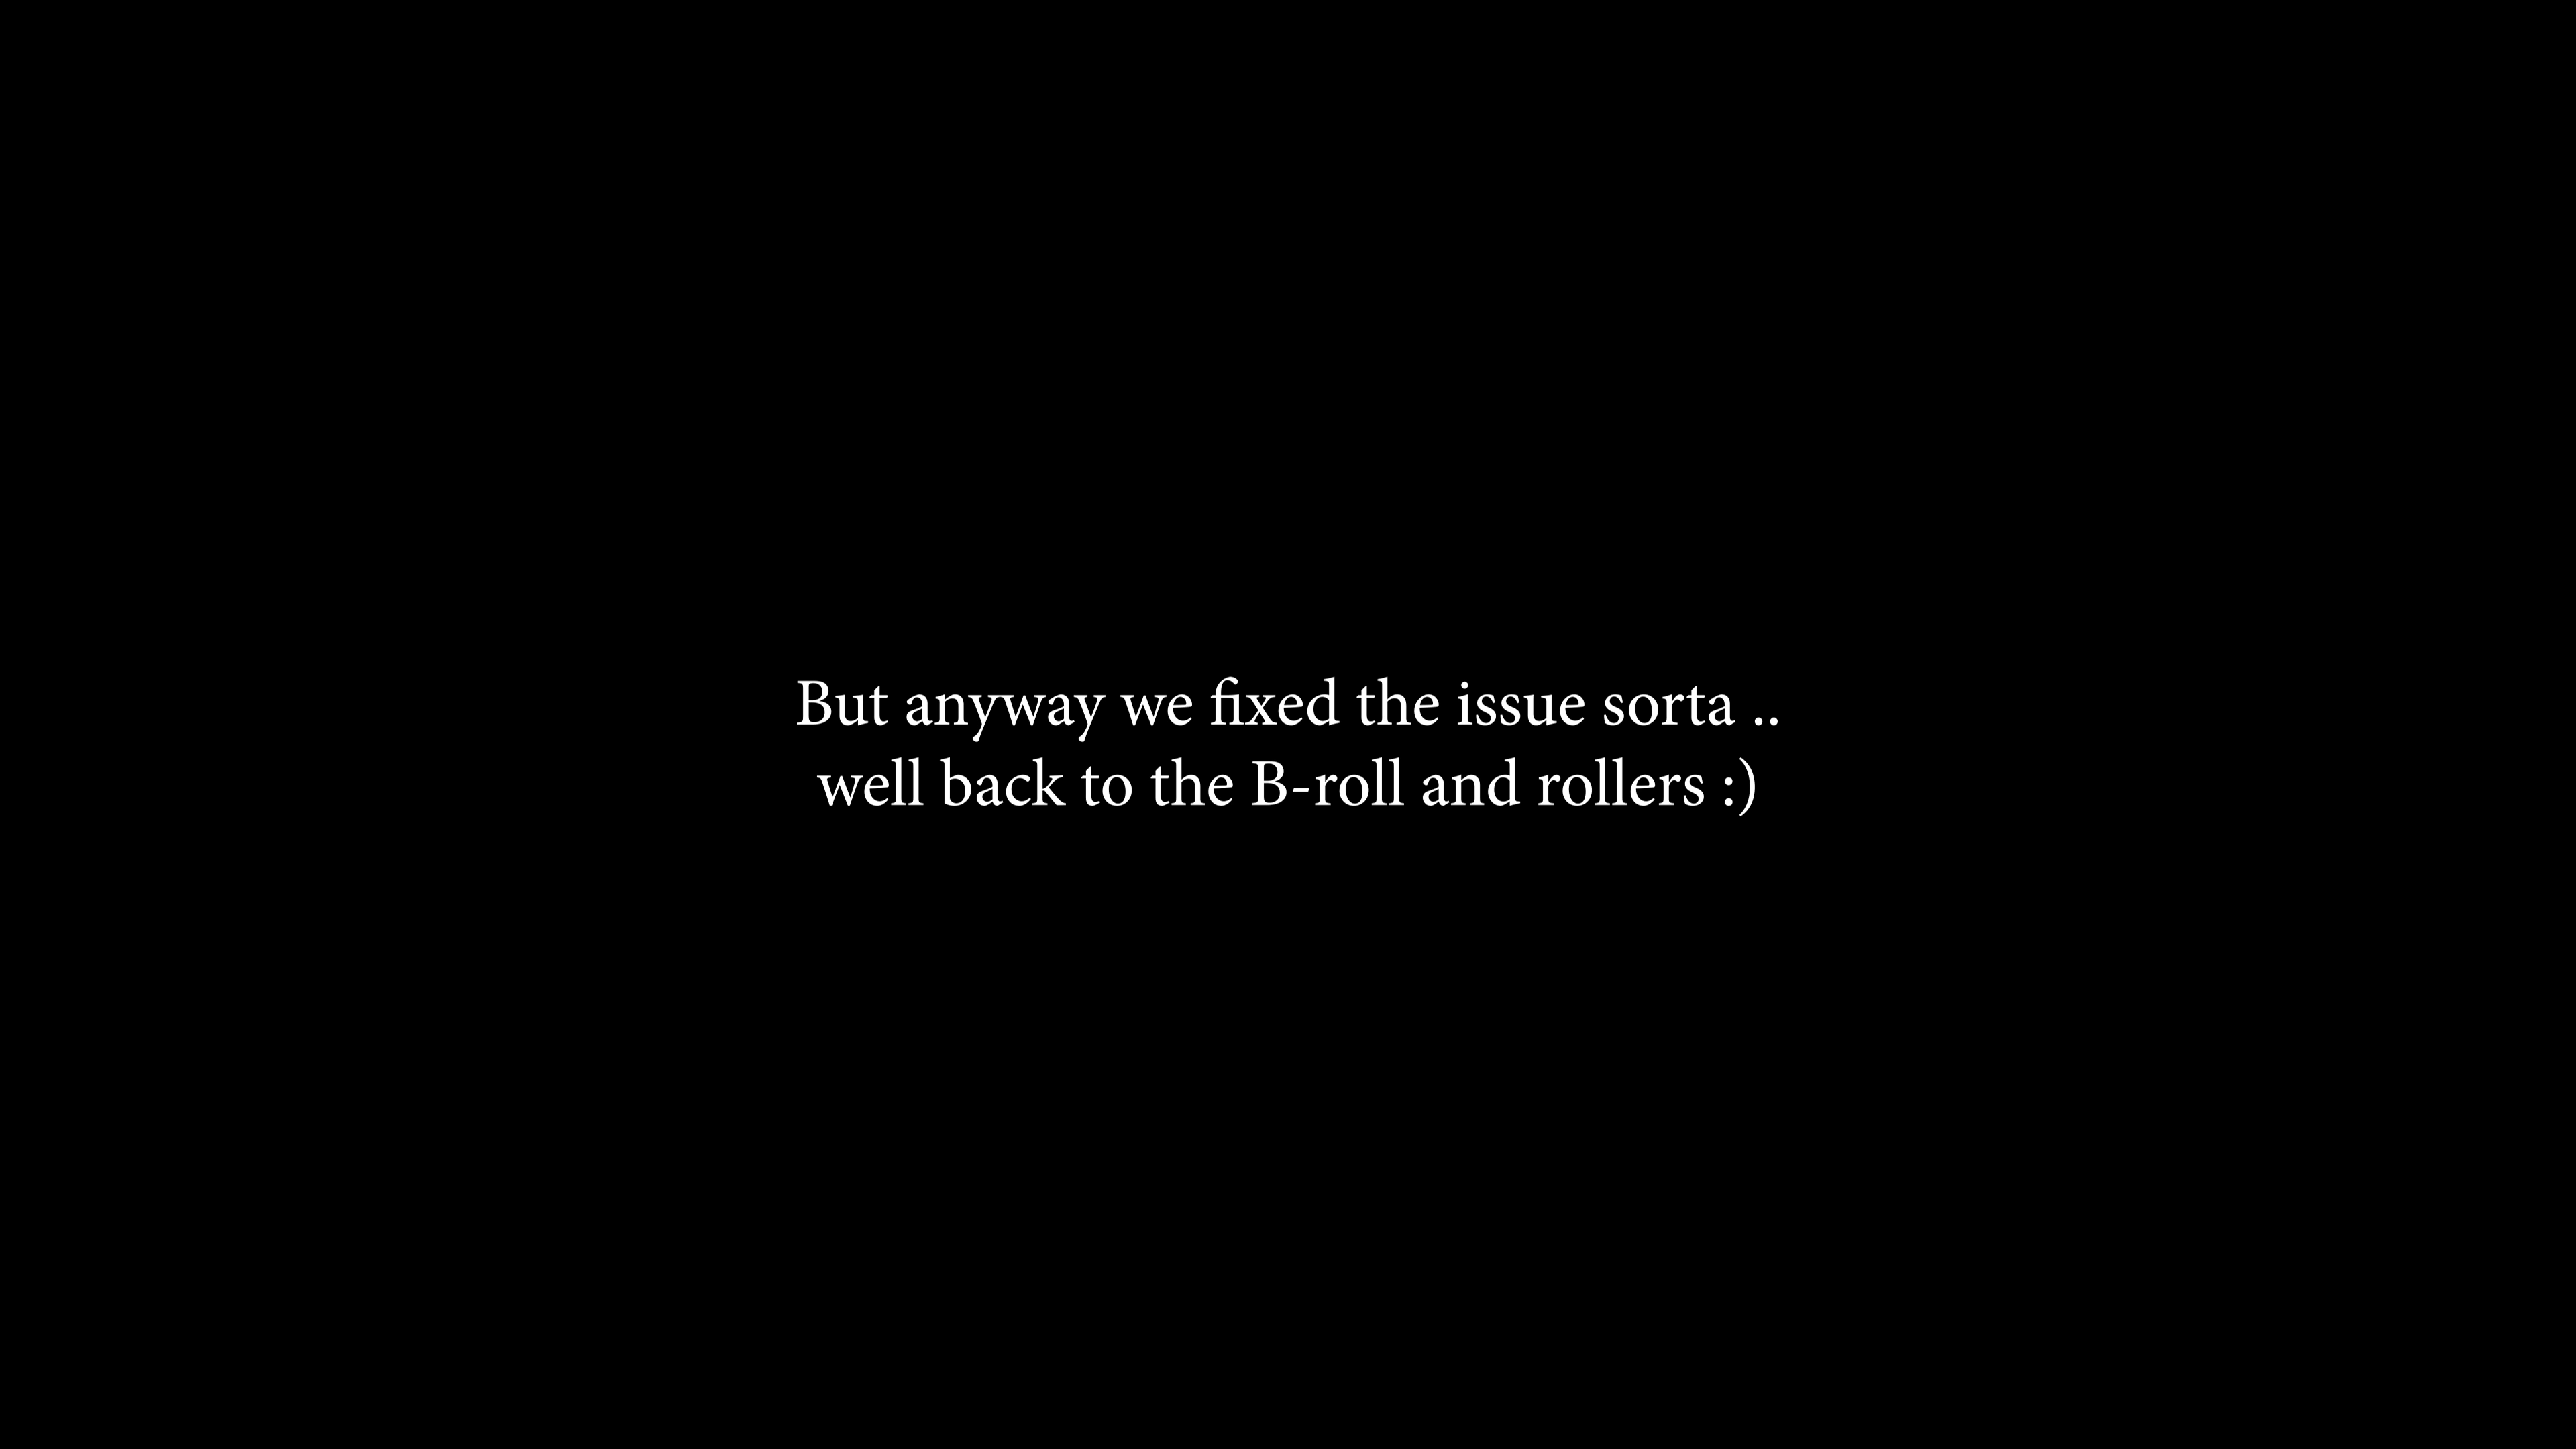 But anyway we fixed the issue sorta ..
well back to the B-roll and rollers :)